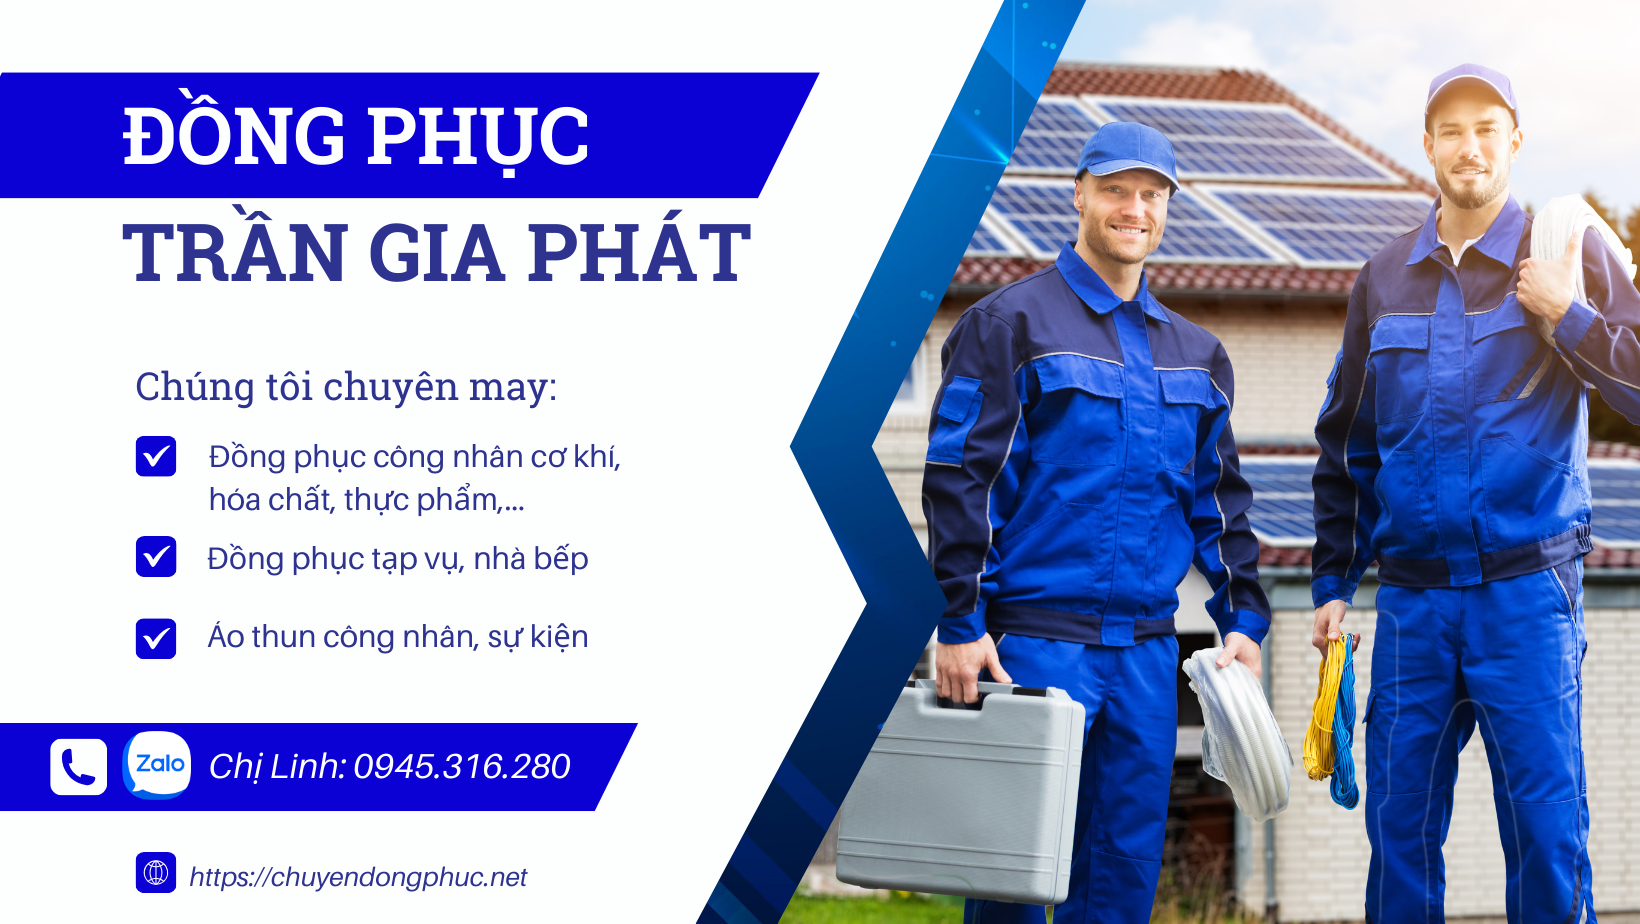 ĐỒNG PHỤC
TRẦN GIA PHÁT
Chúng tôi chuyên may:
Đồng phục công nhân cơ khí,
hóa chất, thực phẩm,...
Đồng phục tạp vụ, nhà bếp
Áo thun công nhân, sự kiện
Zalo Chị Linh: 0945.316.280
https://chuyendongphuc.net